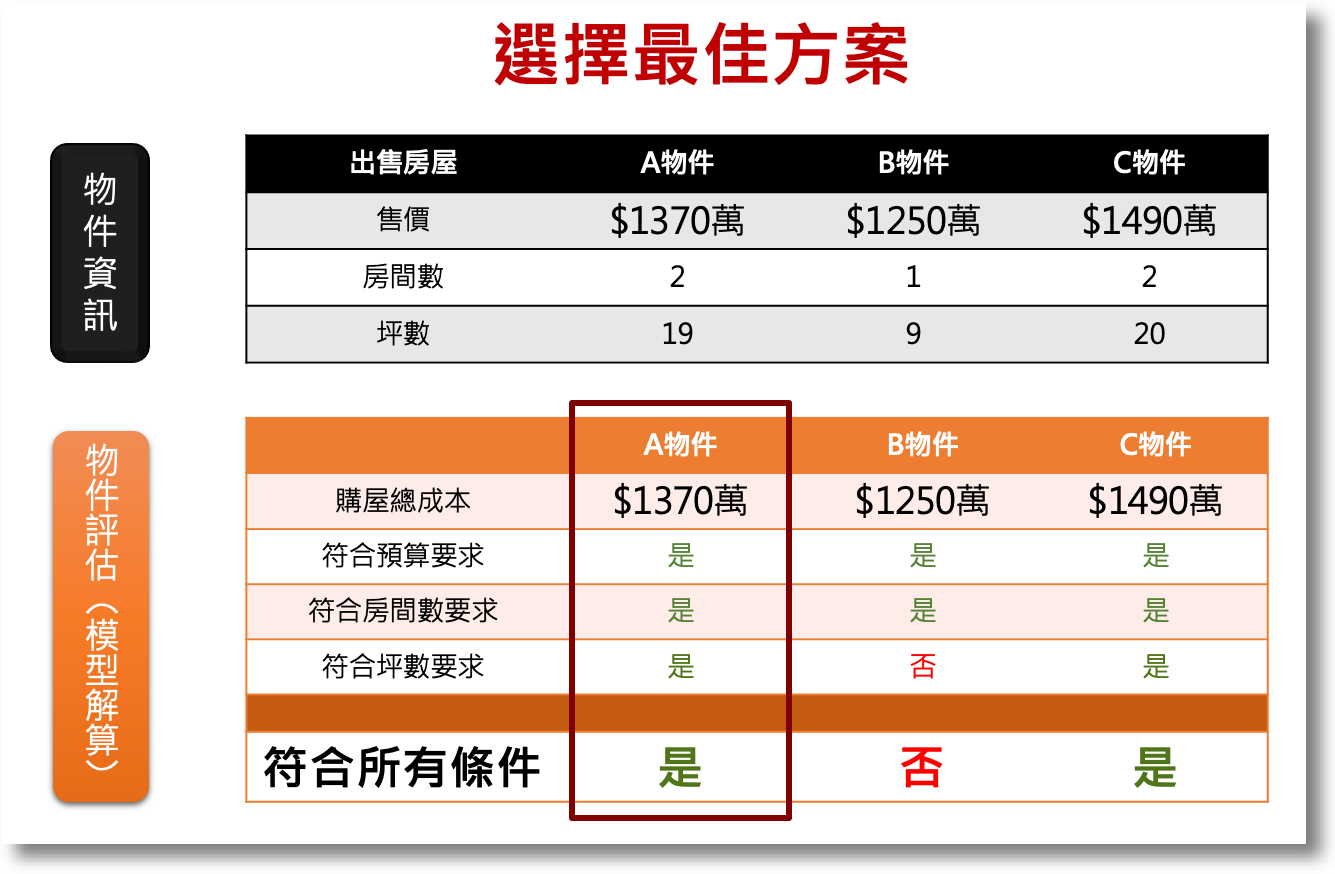 選擇最佳方案
物件資訊
出售房屋 A物件 B物件 C物件
售價 $1370萬 $1250萬 $1490萬
房間數 2 1 2
坪數 19 9 20
物件評估（模型解算）
A物件 B物件 C物件
購屋總成本 $1370萬 $1250萬 $1490萬
符合預算要求 是 是 是
符合房間數要求 是 是 是
符合坪數要求 是 否 是
符合所有條件 是 否 是